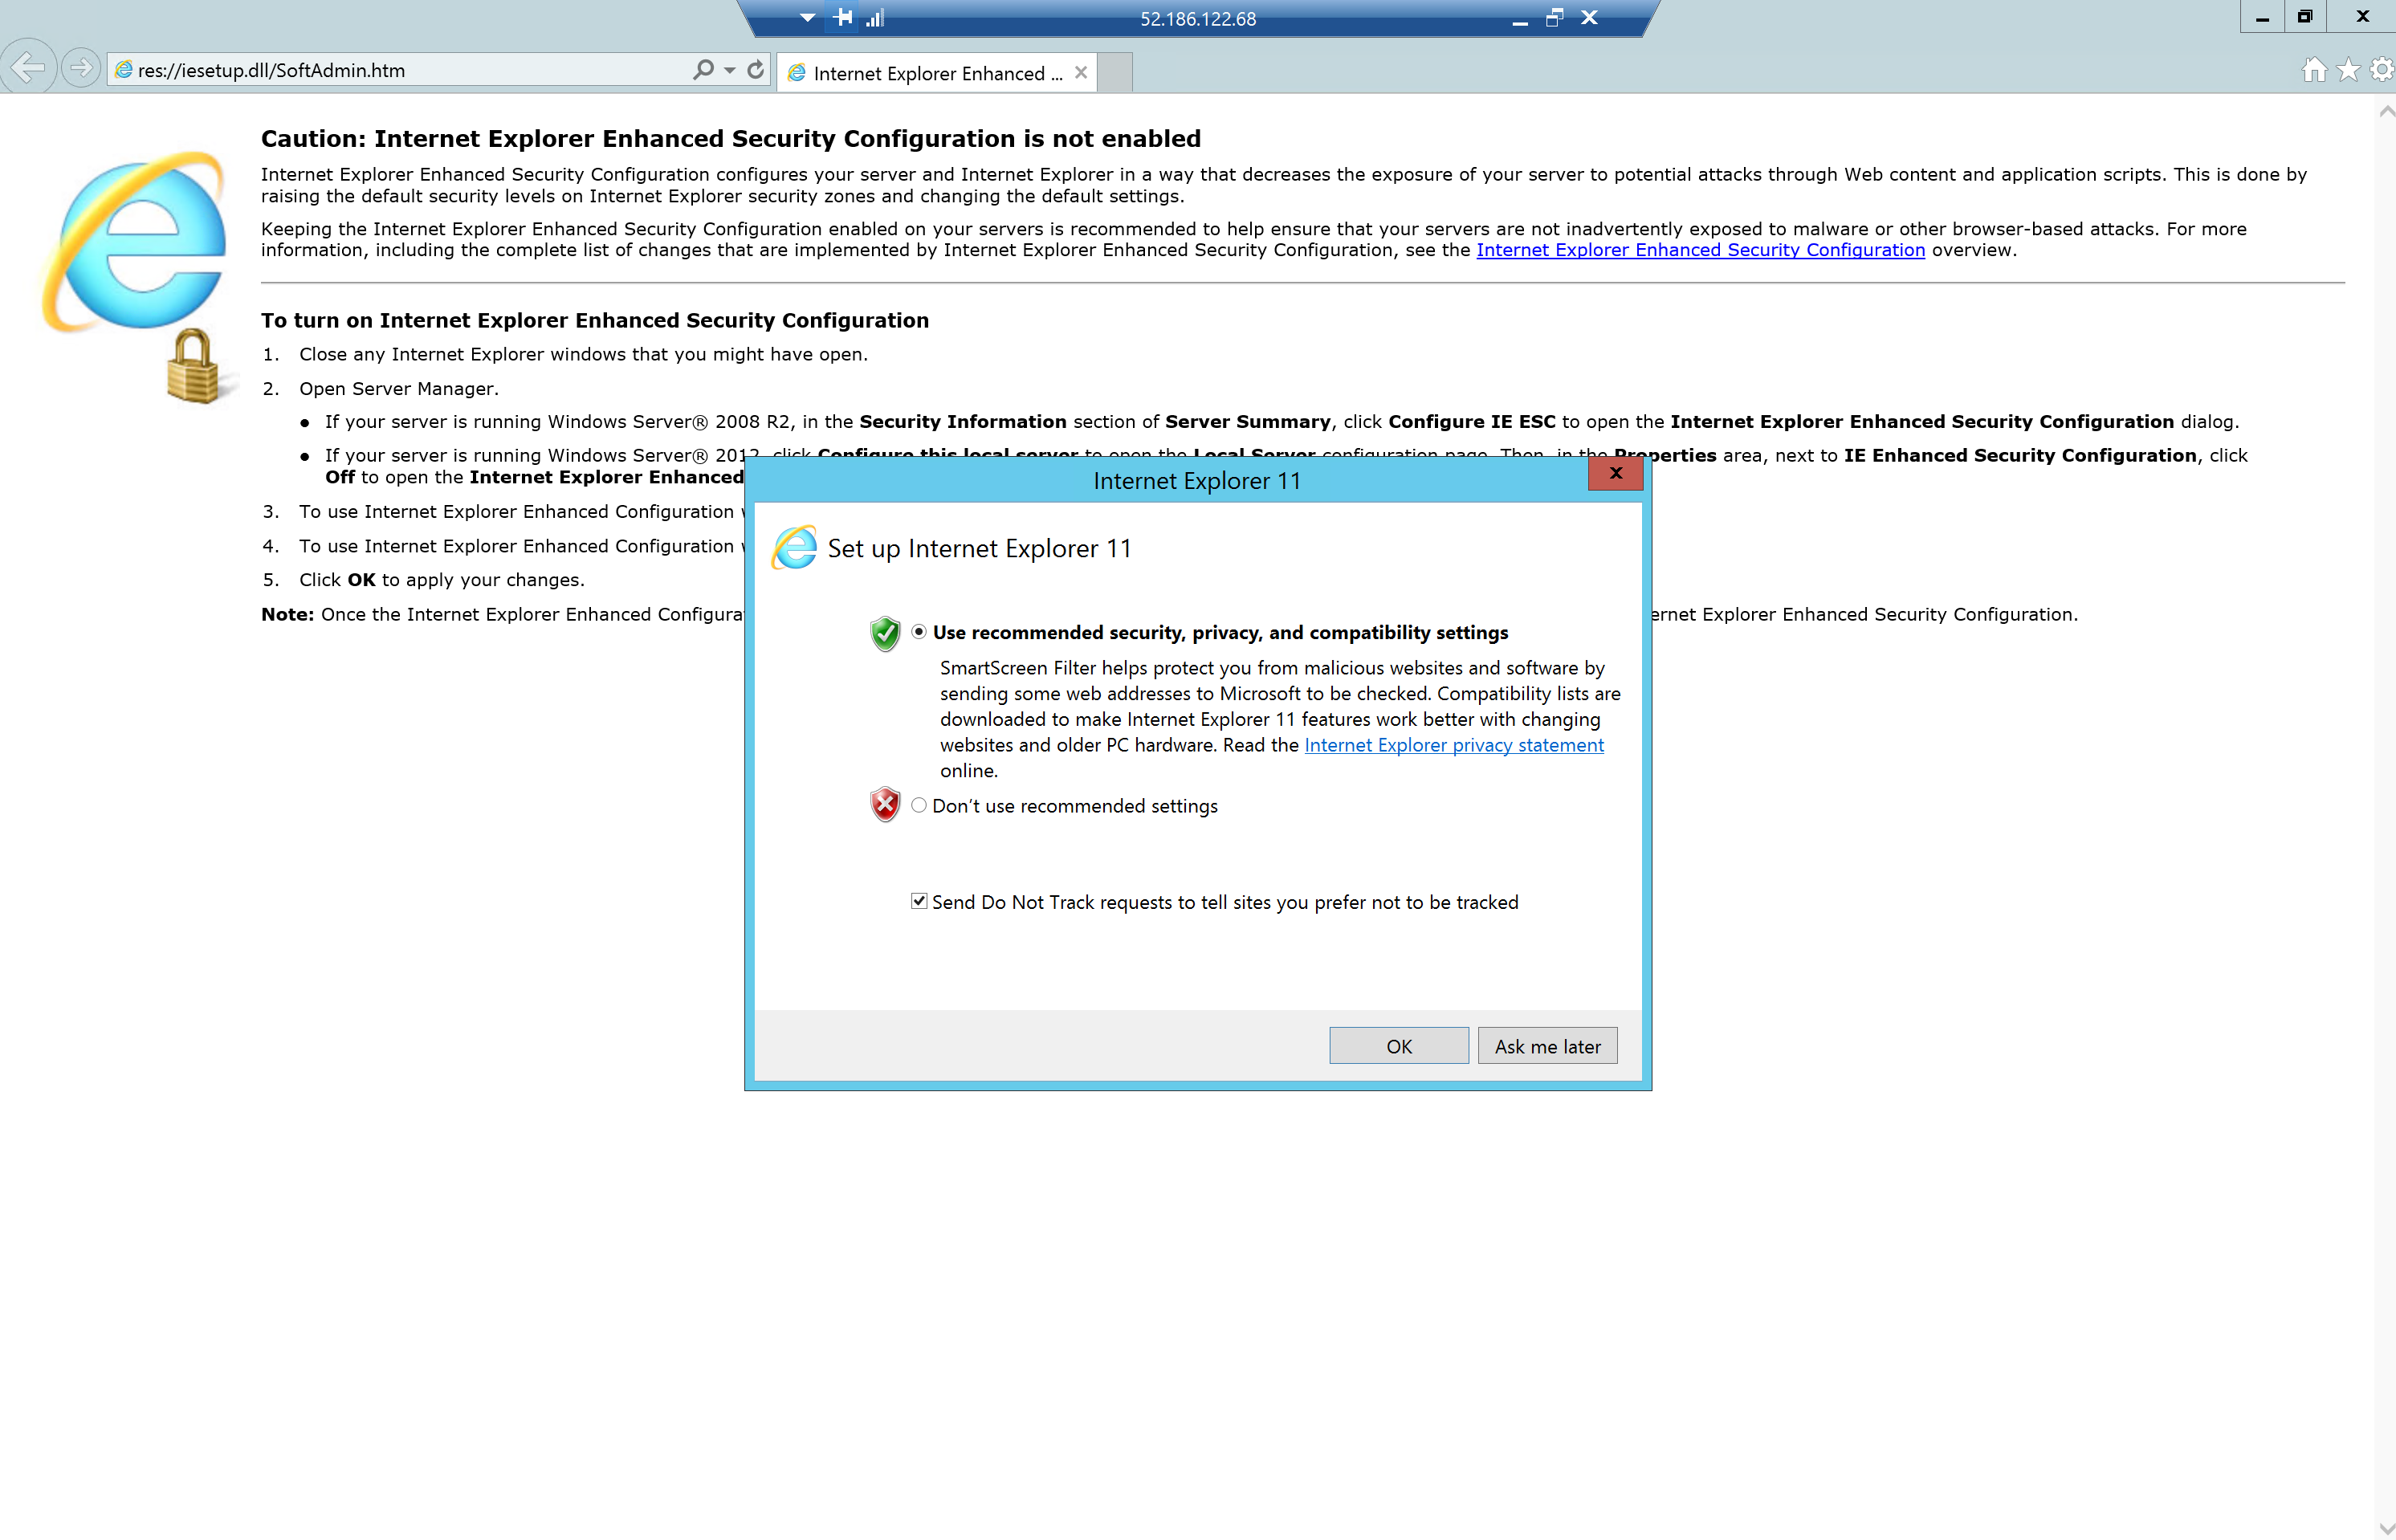 52.186.122.68
res://iesetup.dll/SoftAdmin.htm
Internet Explorer Enhanced ...
Caution: Internet Explorer Enhanced Security Configuration is not enabled
Internet Explorer Enhanced Security Configuration configures your server and Internet Explorer in a way that decreases the exposure of your server to potential attacks through Web content and application scripts. This is done by
raising the default security levels on Internet Explorer security zones and changing the default settings.
Keeping the Internet Explorer Enhanced Security Configuration enabled on your servers is recommended to help ensure that your servers are not inadvertently exposed to malware or other browser-based attacks. For more
information, including the complete list of changes that are implemented by Internet Explorer Enhanced Security Configuration, see the Internet Explorer Enhanced Security Configuration overview.
To turn on Internet Explorer Enhanced Security Configuration
1. Close any Internet Explorer windows that you might have open.
2. Open Server Manager.
• If your server is running Windows Server® 2008 R2, in the Security Information section of Server Summary, click Configure IE ESC to open the Internet Explorer Enhanced Security Configuration dialog.
• If your server is running Windows Server® 2012, click Configure this local server to open the Local Server configuration page. Then, in the Properties area, next to IE Enhanced Security Configuration, click
Off to open the Internet Explorer Enhanced
3. To use Internet Explorer Enhanced Configuration
4. To use Internet Explorer Enhanced Configuration
5. Click OK to apply your changes.
Note: Once the Internet Explorer Enhanced Explorer Enhanced Security Configuration.
Internet Explorer 11
Set up Internet Explorer 11
Use recommended security, privacy, and compatibility settings
SmartScreen Filter helps protect you from malicious websites and software by
sending some web addresses to Microsoft to be checked. Compatibility lists are
downloaded to make Internet Explorer 11 features work better with changing
websites and older PC hardware. Read the Internet Explorer privacy statement
online.
Don't use recommended settings
Send Do Not Track requests to tell sites you prefer not to be tracked
OK
Ask me later